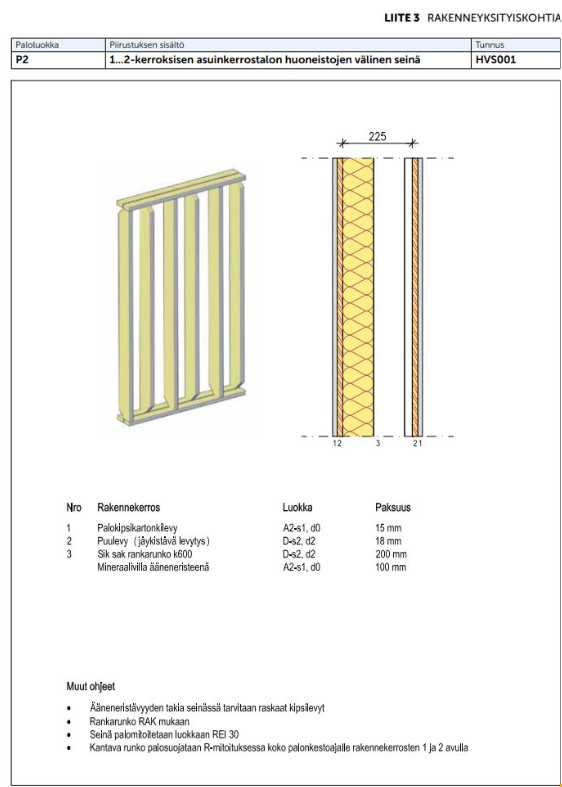 LIITE 3 RAKENNEYKSITYISKOHTIA
Paloluokka Piirustuksen sisältö Tunnus
P2 1...2-kerroksisen asuinkerrostalon huoneistojen välinen seinä HVS001
225
1 2 3 2 1
Nro Rakennekerros Luokka Paksuus
1 Palokipsikartonkilevy A2-s1, d0 15 mm
2 Puulevy ( jäykistävä levytys ) D-s2, d2 18 mm
3 Sik sak rankarunko k600 D-s2, d2 200 mm
Mineraalivilla ääneneristeenä A2-s1, d0 100 mm
Muut ohjeet
• Ääneneristävyyden takia seinässä tarvitaan raskaat kipsilevyt
• Rankarunko RAK mukaan
• Seinä palomitoitetaan luokkaan REI 30
• Kantava runko palosuojataan R-mitoituksessa koko palonkestoajalle rakennekerrosten 1 ja 2 avulla